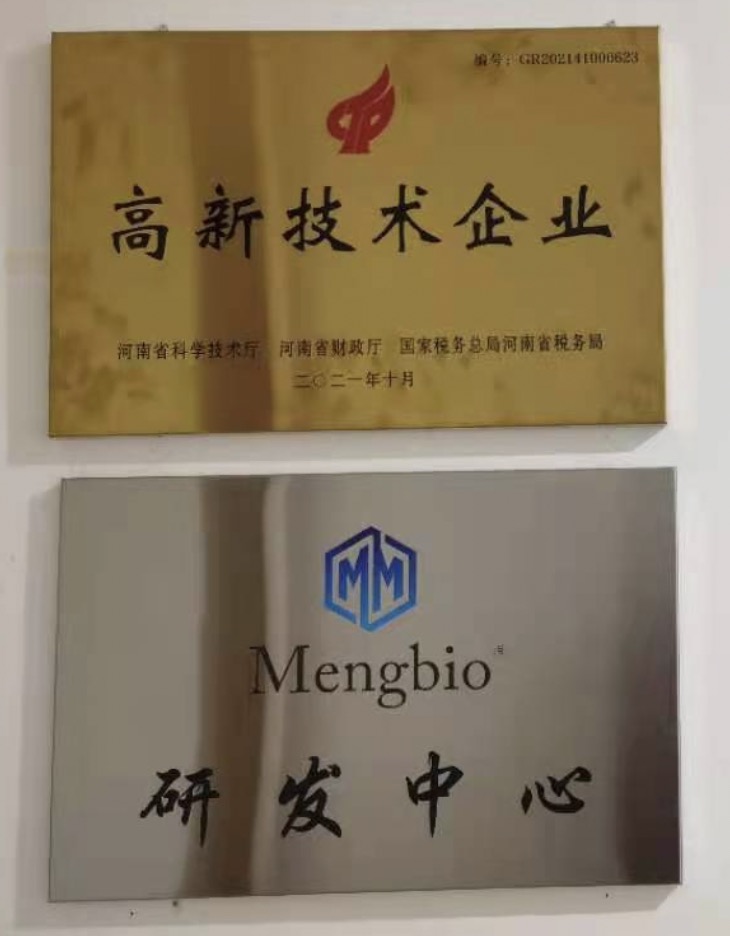 编号：GR202141000623
高新技术企业
河南省科学技术厅 河南省财政厅 国家税务总局河南省税务局
二〇二一年十月
MM
Mengbio
研发中心